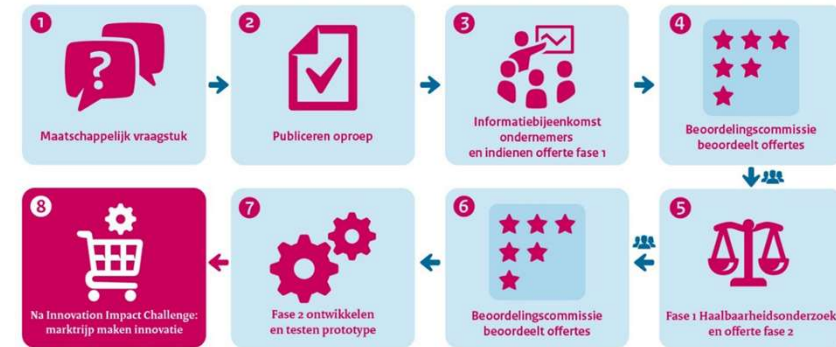 1
Maatschappelijk vraagstuk
2
Publiceren oproep
3
Informatiebijeenkomst
ondernemers
en indienen offerte fase 1
4
Beoordelingscommissie
beoordeelt offertes
5
Fase 1 Haalbaarheidsonderzoek
en offerte fase 2
6
Beoordelingscommissie
beoordeelt offertes
7
Fase 2 ontwikkelen
en testen prototype
8
Na Innovation Impact Challenge:
marktrijp maken innovatie